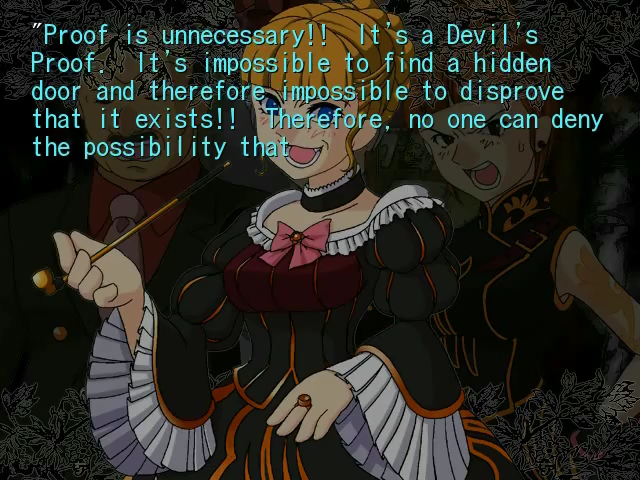 "Proof is unnecessary!!  It's a Devil's
Proof.  It's impossible to find a hidden
door and therefore impossible to disprove
that it exists!!  Therefore, no one can deny
the possibility that